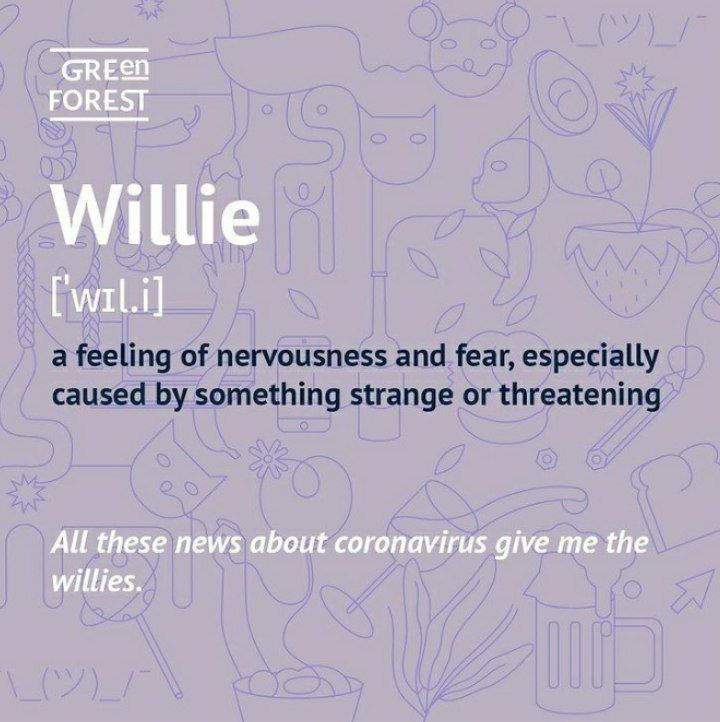 GREen
FOREST
¯\_(ツ)_/¯
Willie
['wɪl.i]
a feeling of nervousness and fear, especially
caused by something strange or threatening
All these news about coronavirus give me the
willies.
¯\_(ツ)_/¯